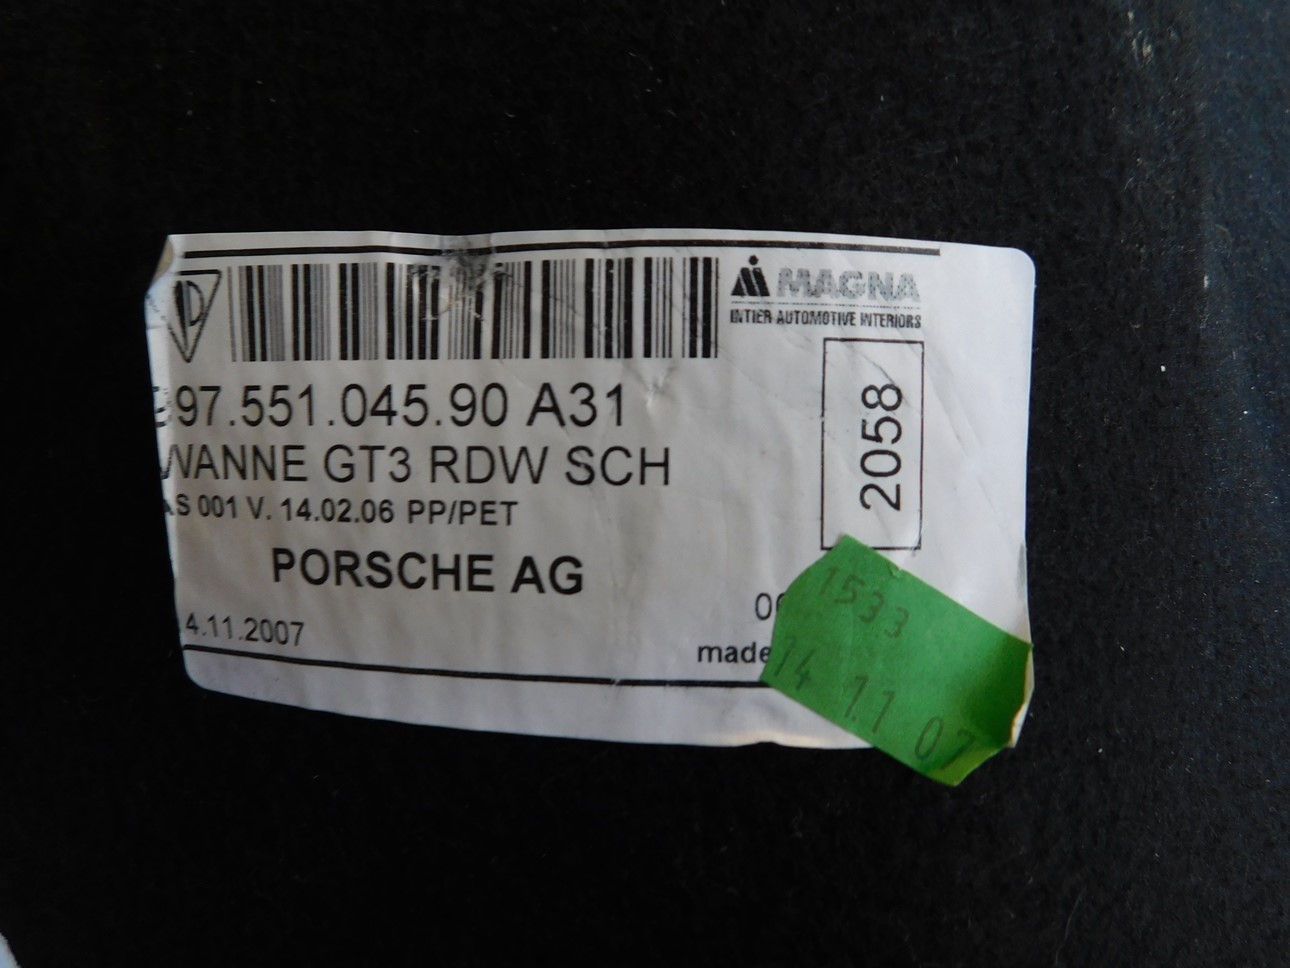 MAGNA
INTIER AUTOMOTIVE INTERIORS
97.551.045.90 A31
WANNE GT3 RDW SCH
2058
AS 001 V. 14.02.06 PP/PET
PORSCHE AG
4.11.2007
made
1533
14 11 07